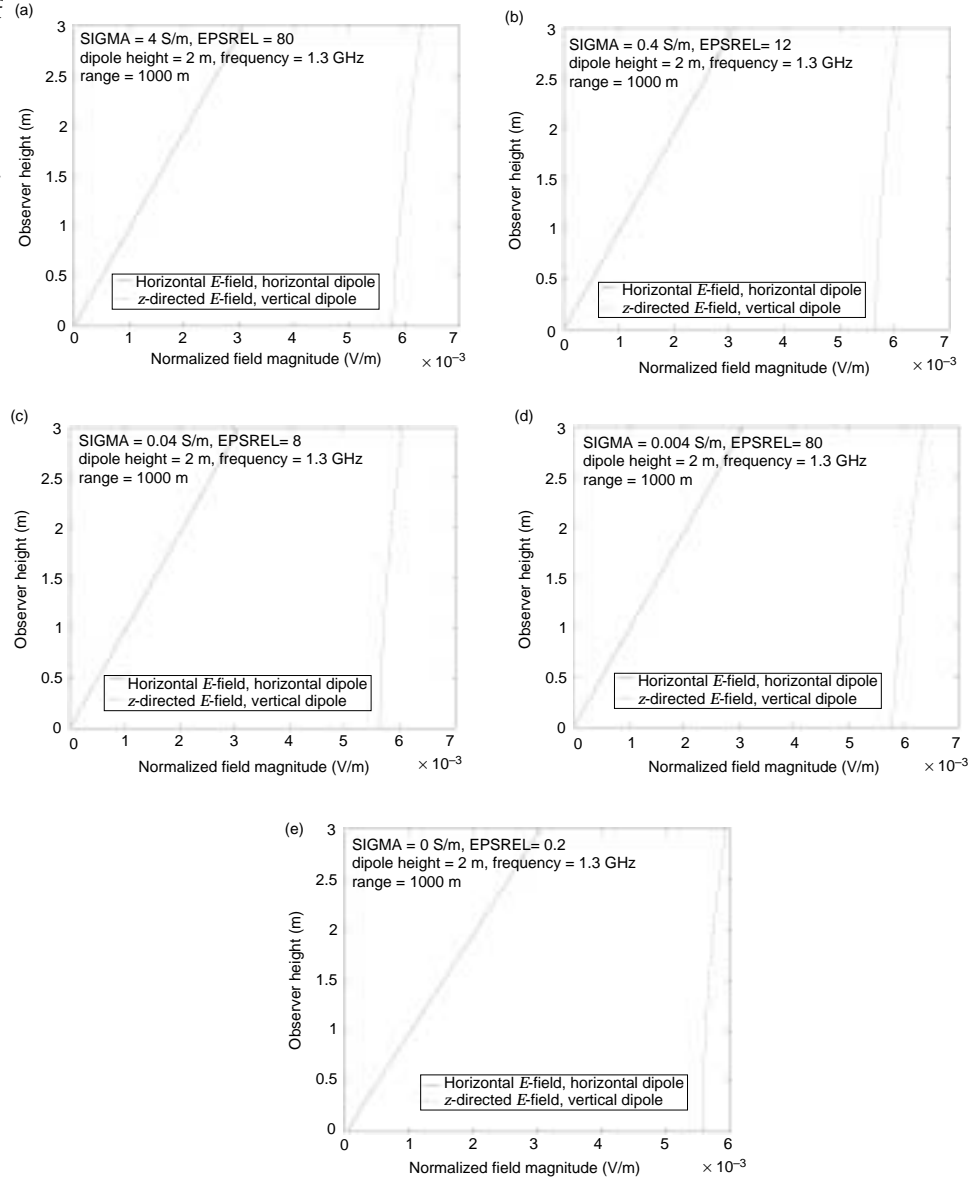 (a)
3
2.5
2
1.5
1
0.5
0
Observer height (m)
SIGMA = 4 S/m, EPSREL = 80
dipole height = 2 m, frequency = 1.3 GHz
range = 1000 m
Horizontal E-field, horizontal dipole
z-directed E-field, vertical dipole
0 1 2 3 4 5 6 7
Normalized field magnitude (V/m)
× 10–3
(b)
3
2.5
2
1.5
1
0.5
0
Observer height (m)
SIGMA = 0.4 S/m, EPSREL= 12
dipole height = 2 m, frequency = 1.3 GHz
range = 1000 m
Horizontal E-field, horizontal dipole
z-directed E-field, vertical dipole
0 1 2 3 4 5 6 7
Normalized field magnitude (V/m)
× 10–3
(c)
3
2.5
2
1.5
1
0.5
0
Observer height (m)
SIGMA = 0.04 S/m, EPSREL= 8
dipole height = 2 m, frequency = 1.3 GHz
range = 1000 m
Horizontal E-field, horizontal dipole
z-directed E-field, vertical dipole
0 1 2 3 4 5 6 7
Normalized field magnitude (V/m)
× 10–3
(d)
3
2.5
2
1.5
1
0.5
0
Observer height (m)
SIGMA = 0.004 S/m, EPSREL= 80
dipole height = 2 m, frequency = 1.3 GHz
range = 1000 m
Horizontal E-field, horizontal dipole
z-directed E-field, vertical dipole
0 1 2 3 4 5 6 7
Normalized field magnitude (V/m)
× 10–3
(e)
3
2.5
2
1.5
1
0.5
0
Observer height (m)
SIGMA = 0 S/m, EPSREL= 0.2
dipole height = 2 m, frequency = 1.3 GHz
range = 1000 m
Horizontal E-field, horizontal dipole
z-directed E-field, vertical dipole
0 1 2 3 4 5 6
Normalized field magnitude (V/m)
× 10–3